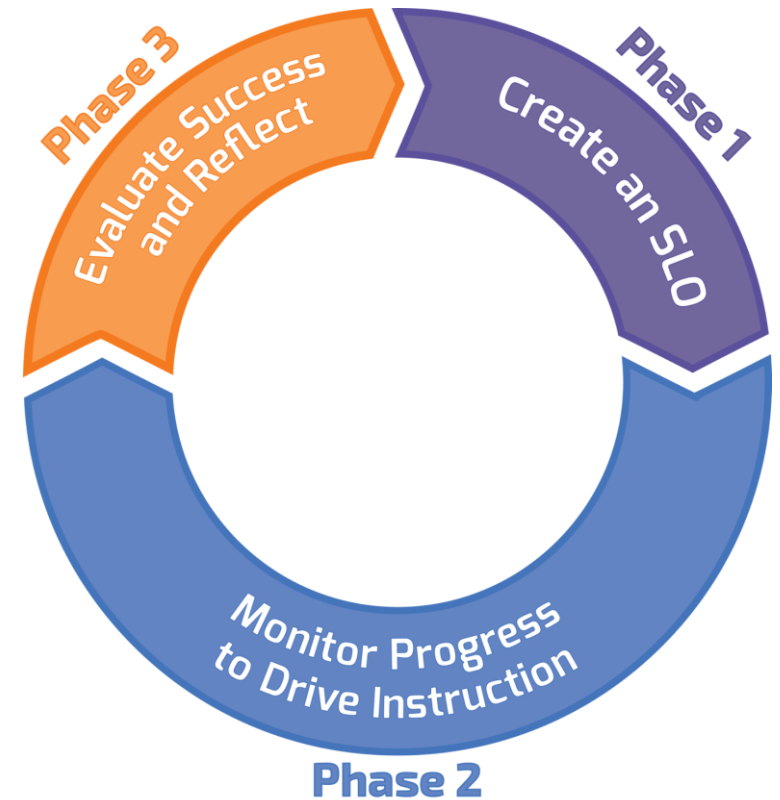 Phase 1
Create an SLO
Phase 2
Monitor Progress
to Drive Instruction
Phase 3
Evaluate Success
and Reflect